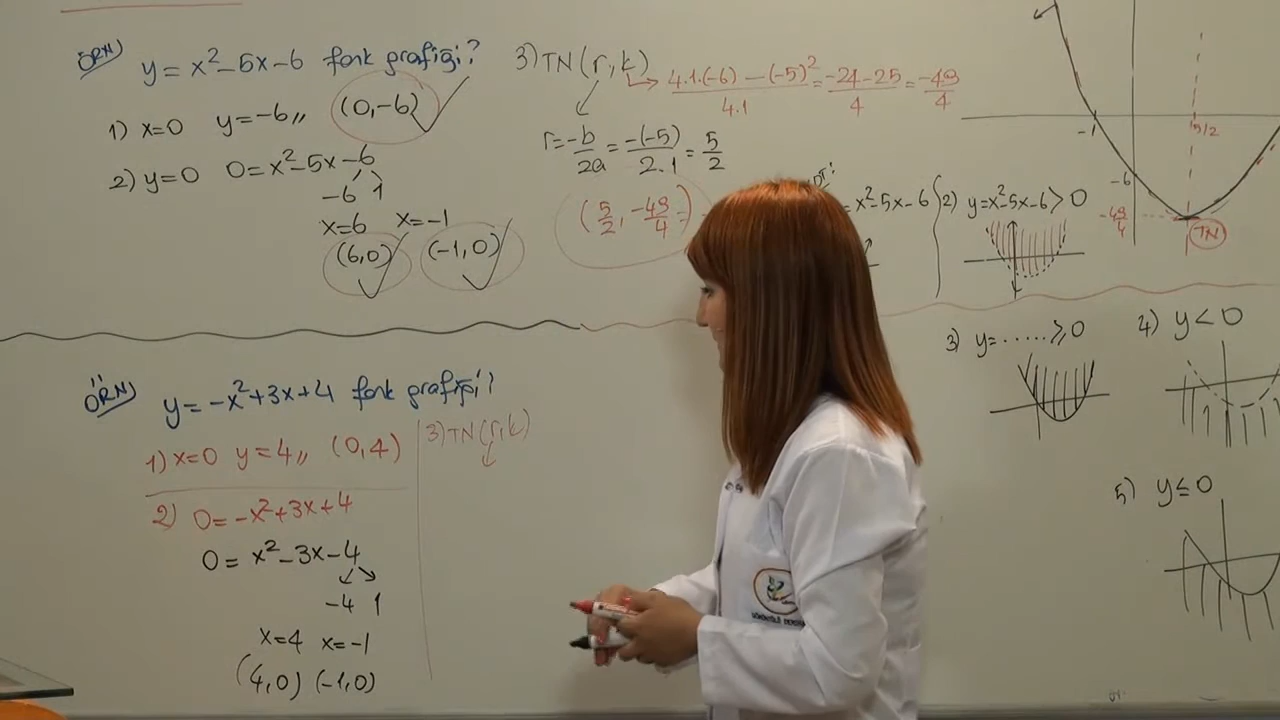 ÖRN) y = x² - 5x - 6 fonk grafiği?
1) x=0 y=-6,, (0,-6)
2) y=0 0=x²-5x-6
-6 1
x=6 x=-1
(6,0) (-1,0)
3) TN(r,k) → 4.1.(-6) - (-5)² / 4.1 = -24-25 / 4 = -49/4
r = -b/2a = -(-5)/2.1 = 5/2
(5/2, -49/4)
x²-5x-6
2) y=x²-5x-6 > 0
-1 5/2
-6
-49/4
TN
3) y=......≥0
4) y<0
5) y≤0
ÖRN) y = -x²+3x+4 fonk grafiği?
1) x=0 y=4,, (0,4)
2) 0=-x²+3x+4
0= x²-3x-4
-4 1
x=4 x=-1
(4,0) (-1,0)
3) TN(r,k)